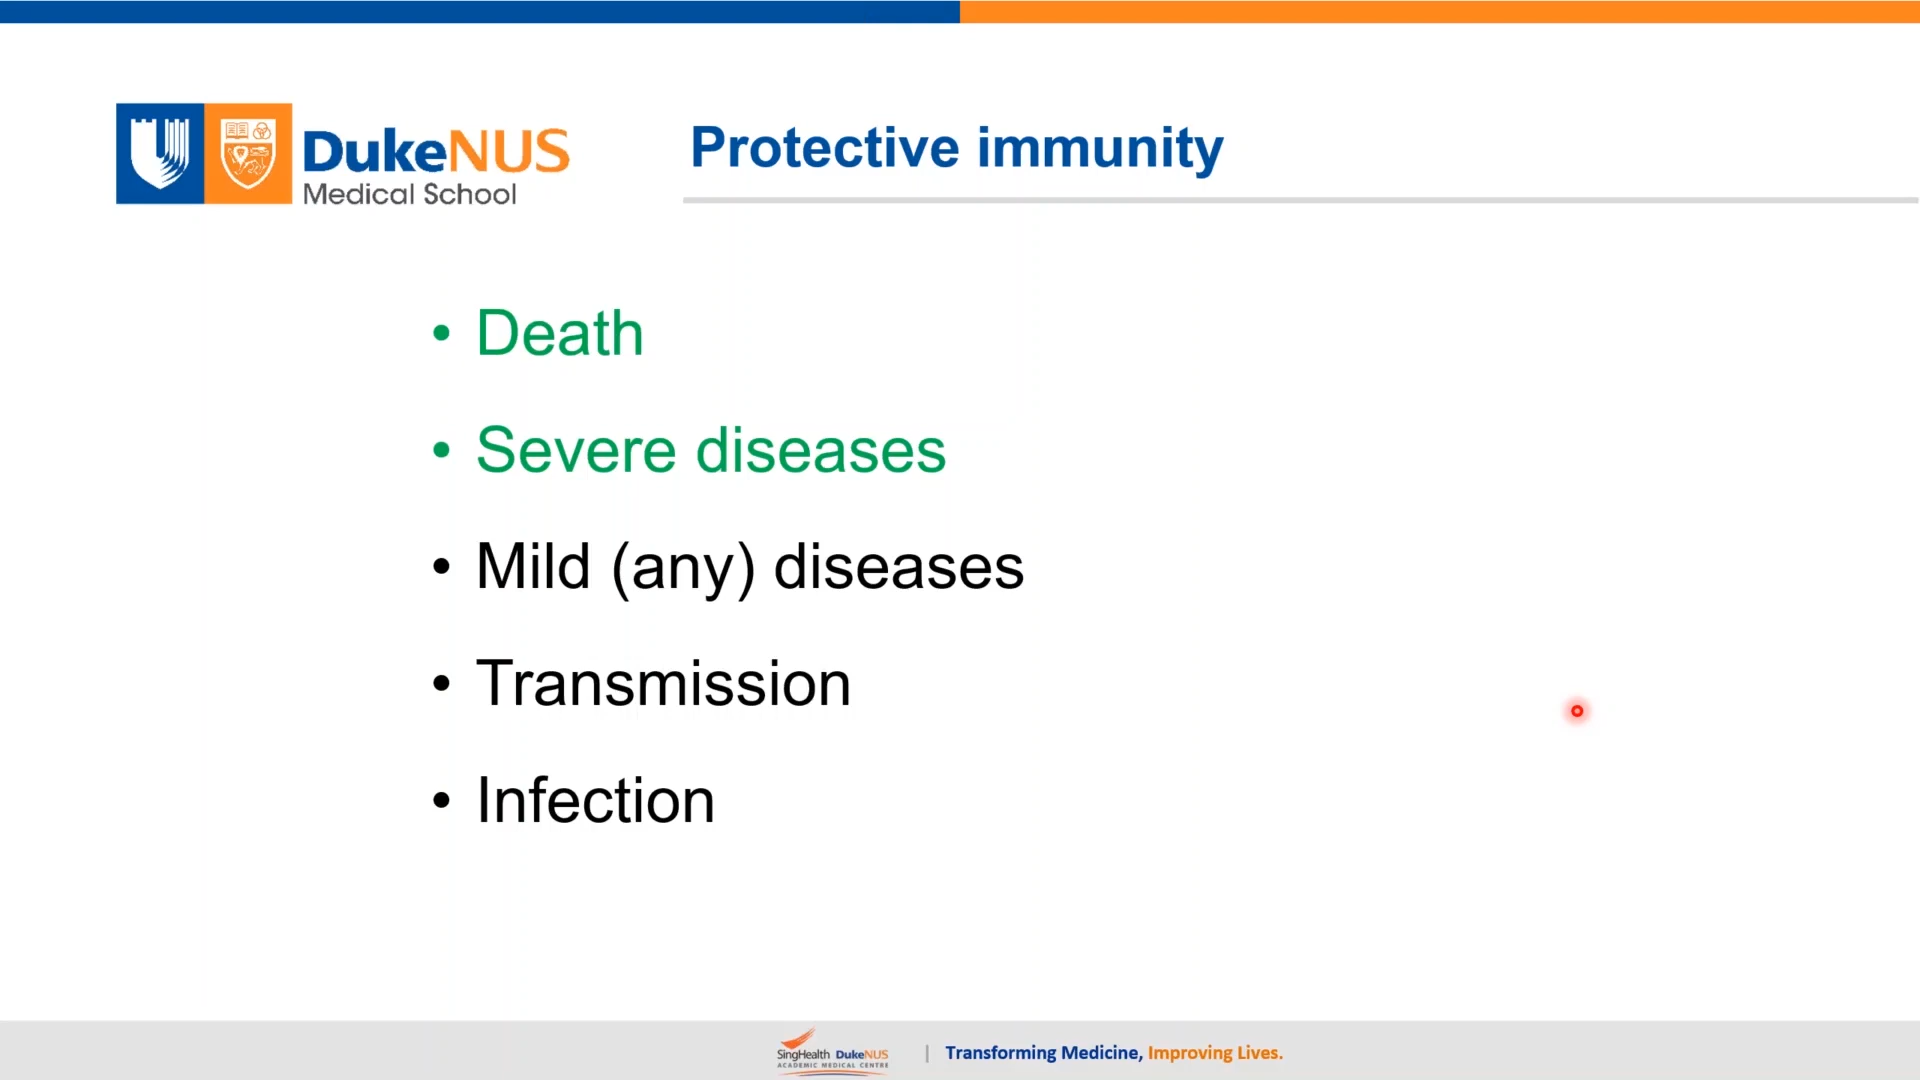 DukeNUS
Medical School
Protective immunity
• Death
• Severe diseases
• Mild (any) diseases
• Transmission
• Infection
SingHealth DukeNUS
ACADEMIC MEDICAL CENTRE
| Transforming Medicine, Improving Lives.